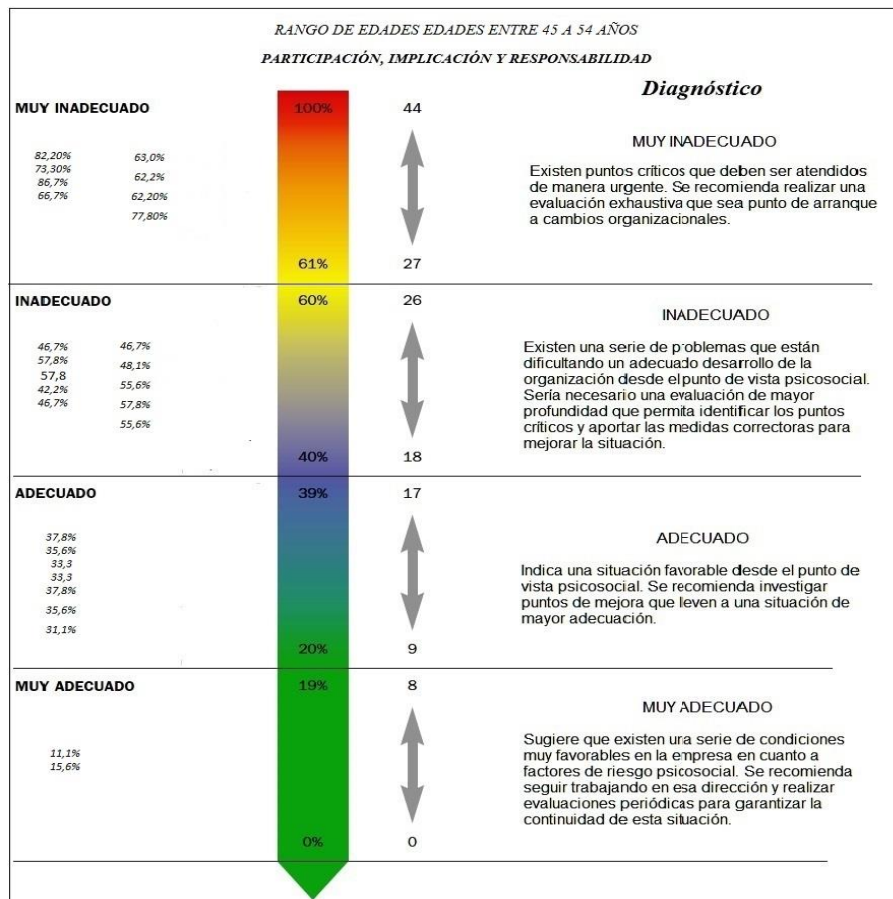 RANGO DE EDADES EDADES ENTRE 45 A 54 AÑOS
PARTICIPACIÓN, IMPLICACIÓN Y RESPONSABILIDAD
Diagnóstico
MUY INADECUADO
100%
44
82,20%
73,30%
86,7%
66,7%
63,0%
62,2%
62,20%
77,80%
61%
27
MUY INADECUADO
Existen puntos críticos que deben ser atendidos
de manera urgente. Se recomienda realizar una
evaluación exhaustiva que sea punto de arranque
a cambios organizacionales.
INADECUADO
60%
26
46,7%
57,8%
57,8
42,2%
46,7%
46,7%
48,1%
55,6%
57,8%
55,6%
40%
18
INADECUADO
Existen una serie de problemas que están
dificultando un adecuado desarrollo de la
organización desde el punto de vista psicosocial.
Sería necesario una evaluación de mayor
profundidad que permita identificar los puntos
críticos y aportar las medidas correctoras para
mejorar la situación.
ADECUADO
39%
17
37,8%
35,6%
33,3
33,3
37,8%
35,6%
31,1%
20%
9
ADECUADO
Indica una situación favorable desde el punto de
vista psicosocial. Se recomienda investigar
puntos de mejora que lleven a una situación de
mayor adecuación.
MUY ADECUADO
19%
8
11,1%
15,6%
0%
0
MUY ADECUADO
Sugiere que existen una serie de condiciones
muy favorables en la empresa en cuanto a
factores de riesgo psicosocial. Se recomienda
seguir trabajando en esa dirección y realizar
evaluaciones periódicas para garantizar la
continuidad de esta situación.